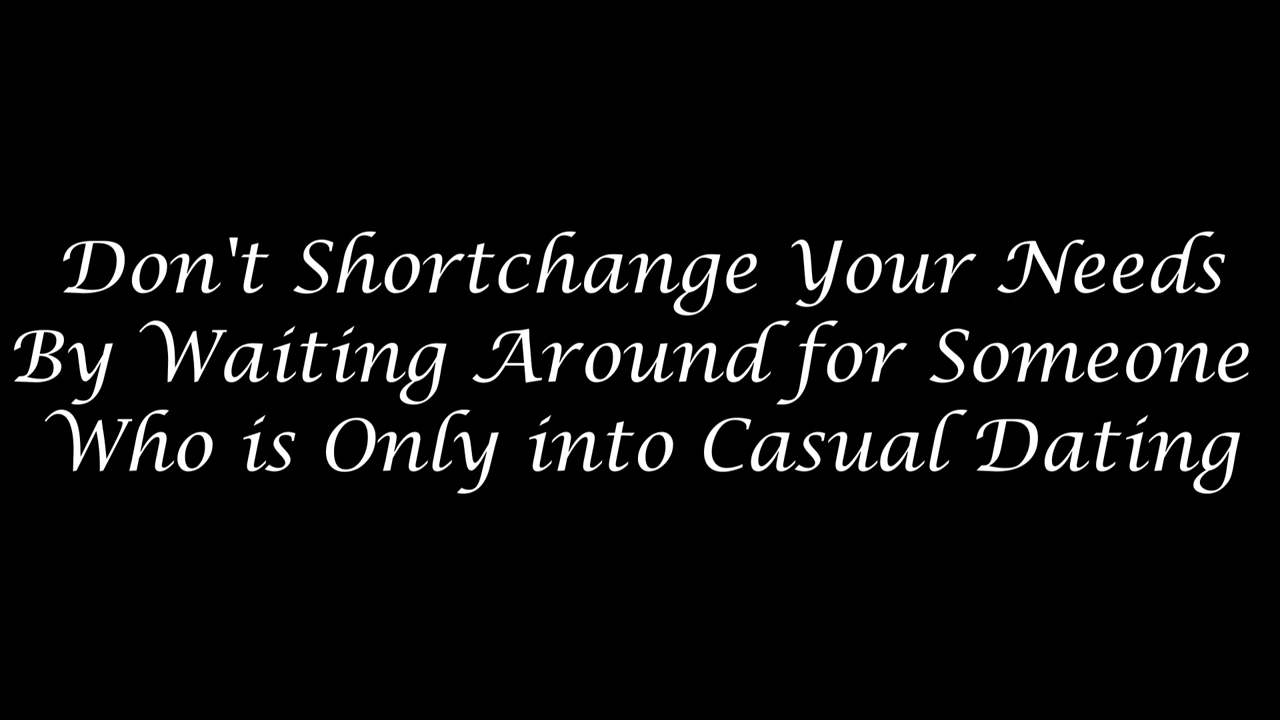 Don't Shortchange Your Needs
By Waiting Around for Someone
Who is Only into Casual Dating